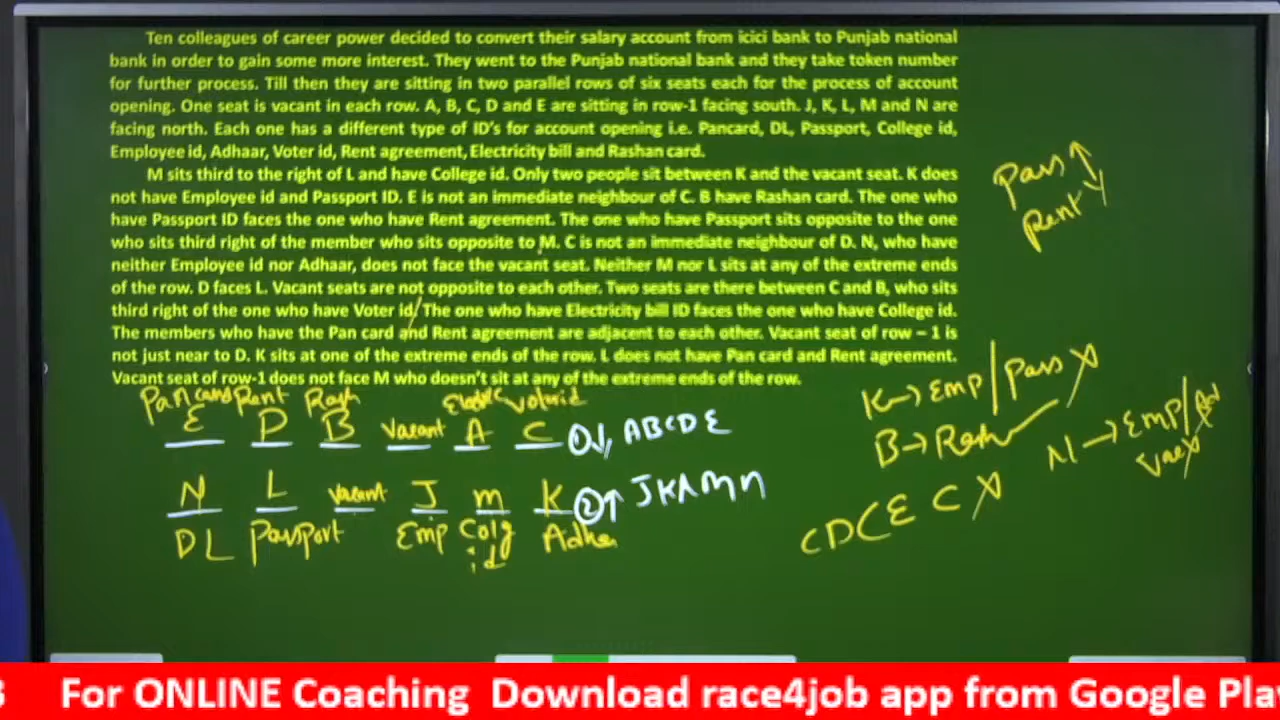 Ten colleagues of career power decided to convert their salary account from icici bank to Punjab national
bank in order to gain some more interest. They went to the Punjab national bank and they take token number
for further process. Till then they are sitting in two parallel rows of six seats each for the process of account
opening. One seat is vacant in each row. A, B, C, D and E are sitting in row-1 facing south. J, K, L, M and N are
facing north. Each one has a different type of ID's for account opening i.e. Pancard, DL, Passport, College id,
Employee id, Adhaar, Voter id, Rent agreement, Electricity bill and Rashan card.
M sits third to the right of L and have College id. Only two people sit between K and the vacant seat. K does
not have Employee id and Passport ID. E is not an immediate neighbour of C. B have Rashan card. The one who
have Passport ID faces the one who have Rent agreement. The one who have Passport sits opposite to the one
who sits third right of the member who sits opposite to M. C is not an immediate neighbour of D. N, who have
neither Employee id nor Adhaar, does not face the vacant seat. Neither M nor L sits at any of the extreme ends
of the row. D faces L. Vacant seats are not opposite to each other. Two seats are there between C and B, who sits
third right of the one who have Voter id. The one who have Electricity bill ID faces the one who have College id.
The members who have the Pan card and Rent agreement are adjacent to each other. Vacant seat of row – 1 is
not just near to D. K sits at one of the extreme ends of the row. L does not have Pan card and Rent agreement.
Vacant seat of row-1 does not face M who doesn't sit at any of the extreme ends of the row.
Pass ↑
Rent
Pan card Rent Rash voterid
E D B Vacant A C ① ABCDE
N L Vacant J M K ②↑ JKLMN
DL Passport Emp Colg id Adha
K → Emp/Pass X
B → Rash
N → Emp/
C D C E C X
For ONLINE Coaching Download race4job app from Google Pla